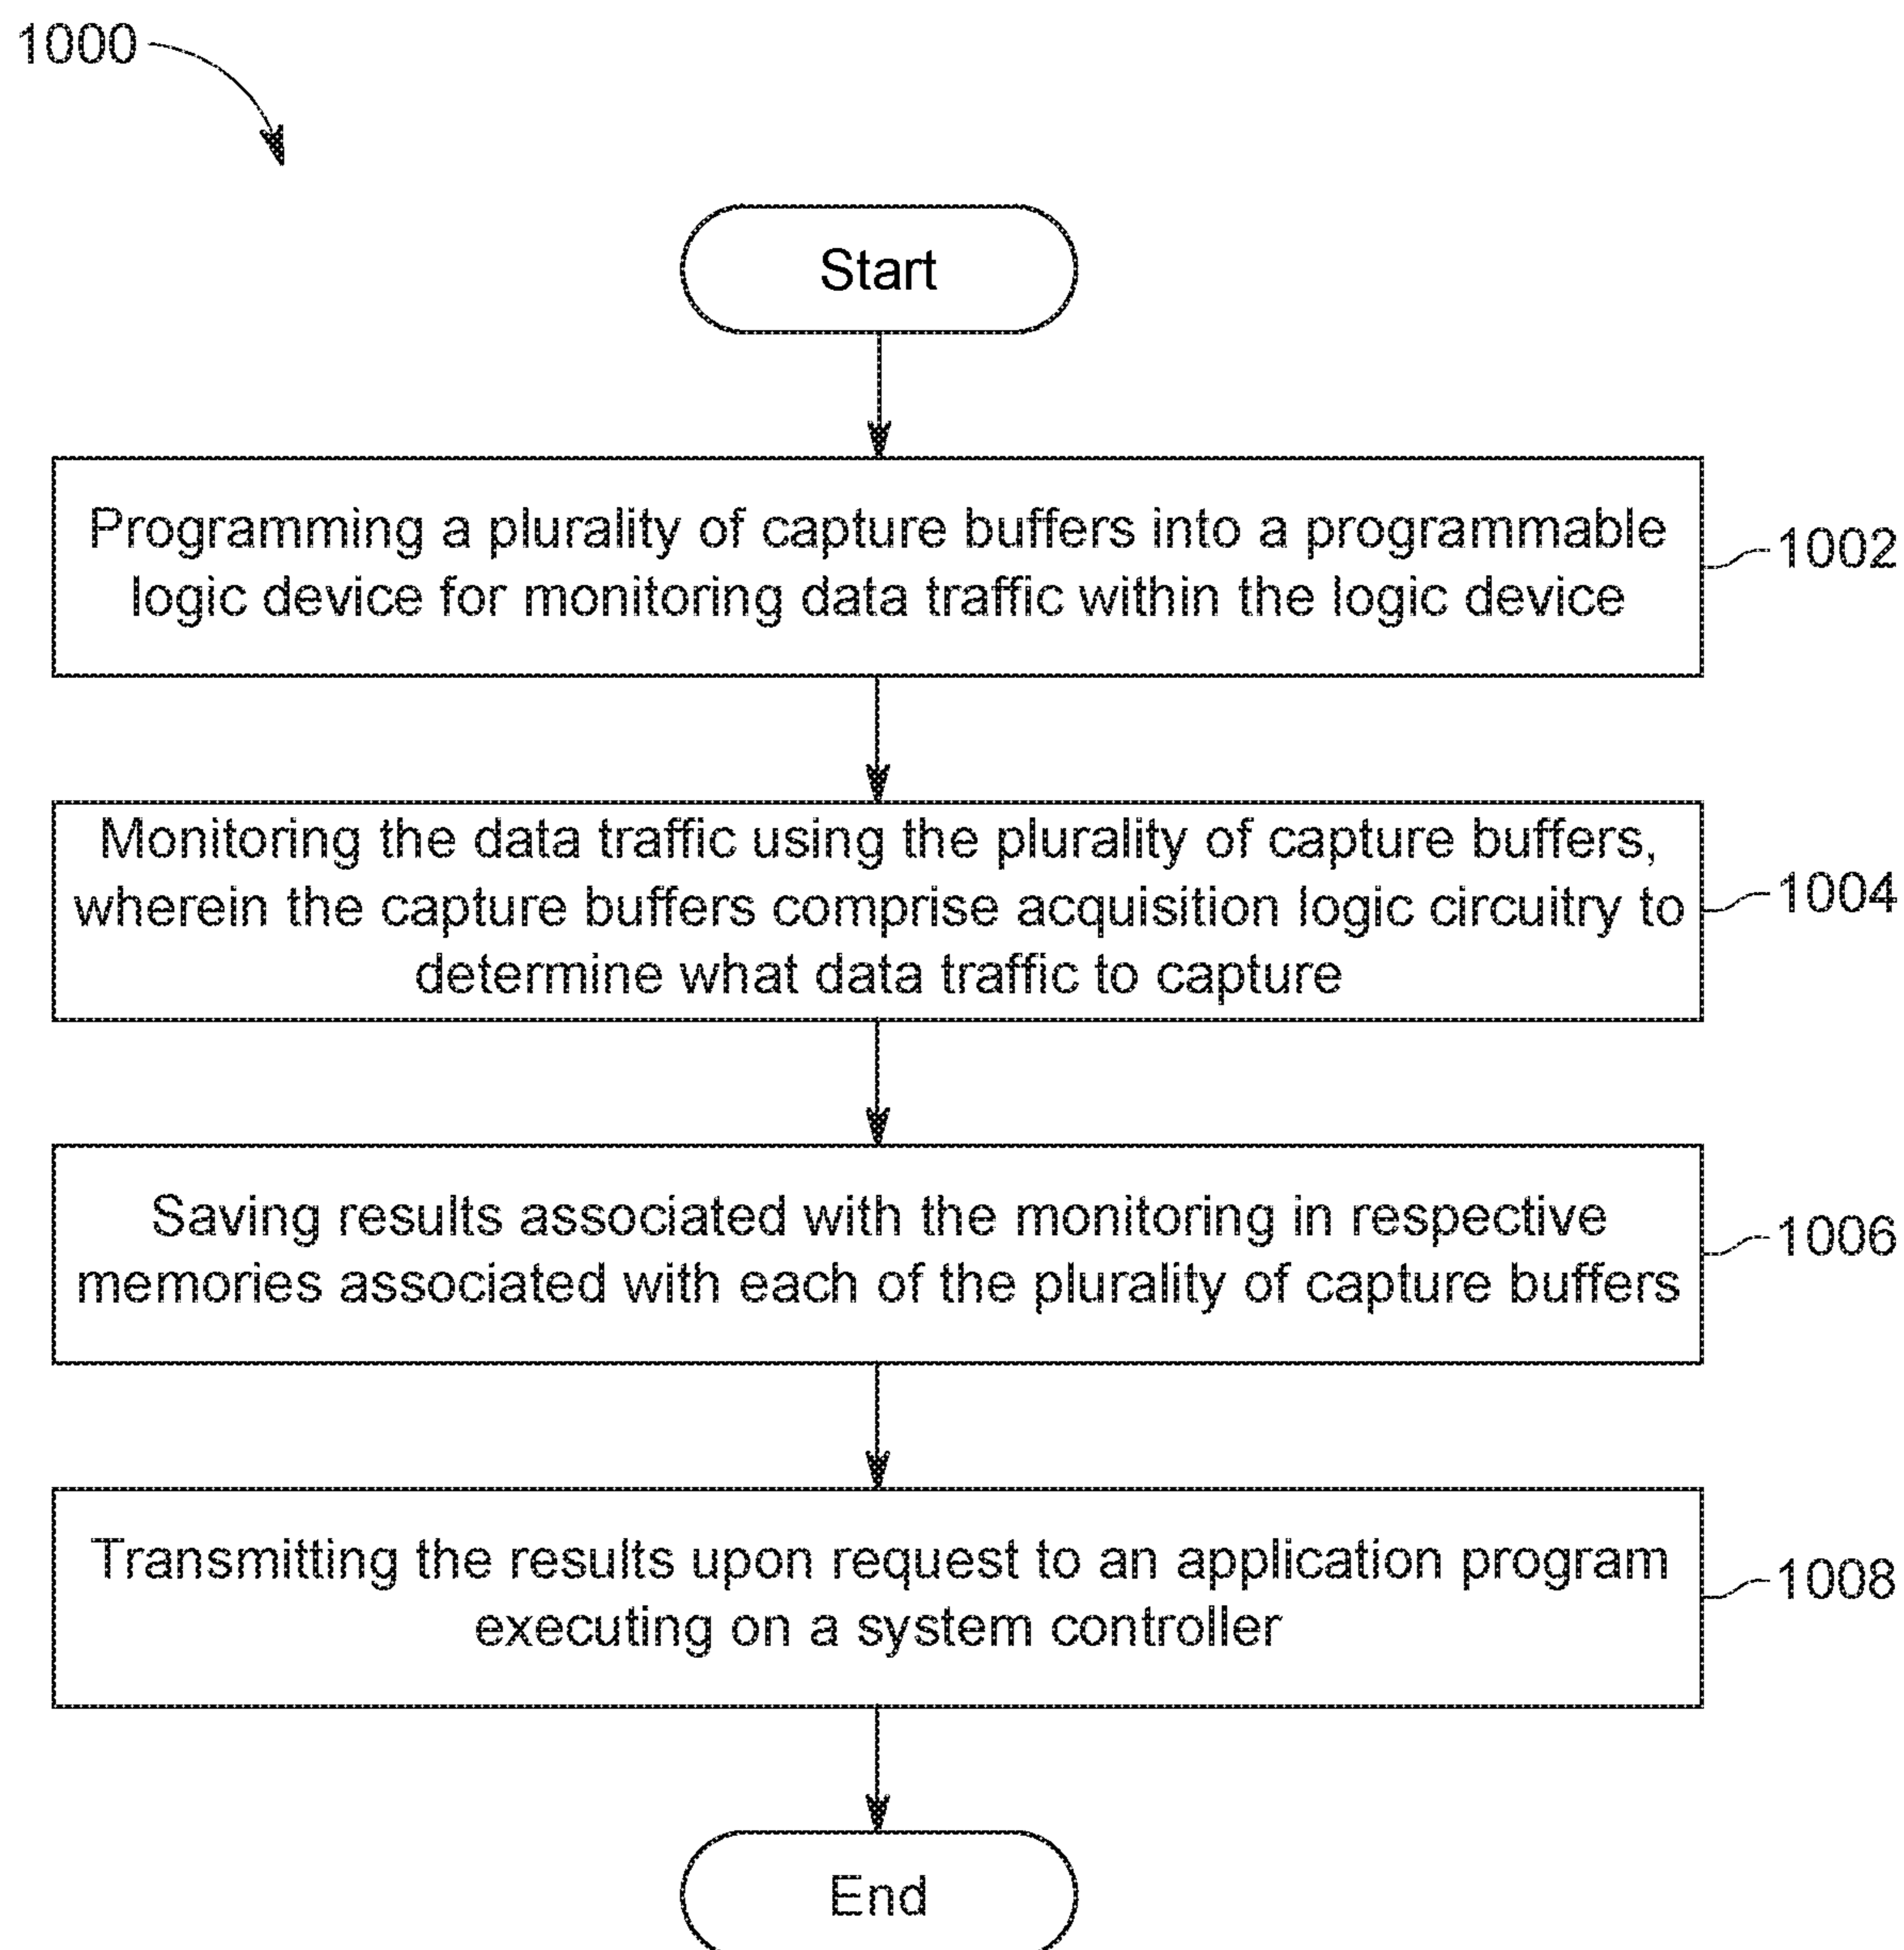 1000
Start
Programming a plurality of capture buffers into a programmable
logic device for monitoring data traffic within the logic device
1002
Monitoring the data traffic using the plurality of capture buffers,
wherein the capture buffers comprise acquisition logic circuitry to
determine what data traffic to capture
1004
Saving results associated with the monitoring in respective
memories associated with each of the plurality of capture buffers
1006
Transmitting the results upon request to an application program
executing on a system controller
1008
End